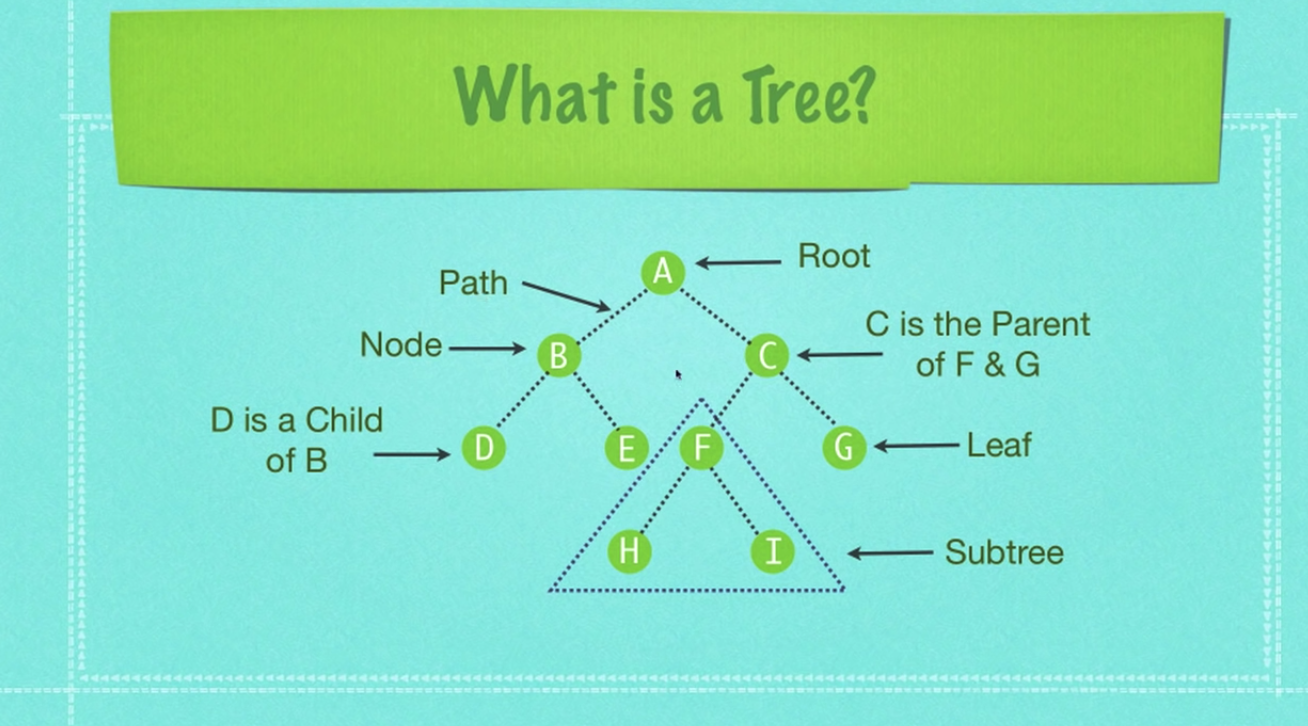 What is a Tree?
A
Root
Path
C is the Parent
of F & G
Node
B
C
D is a Child
of B
D
E
F
G
Leaf
H
I
Subtree